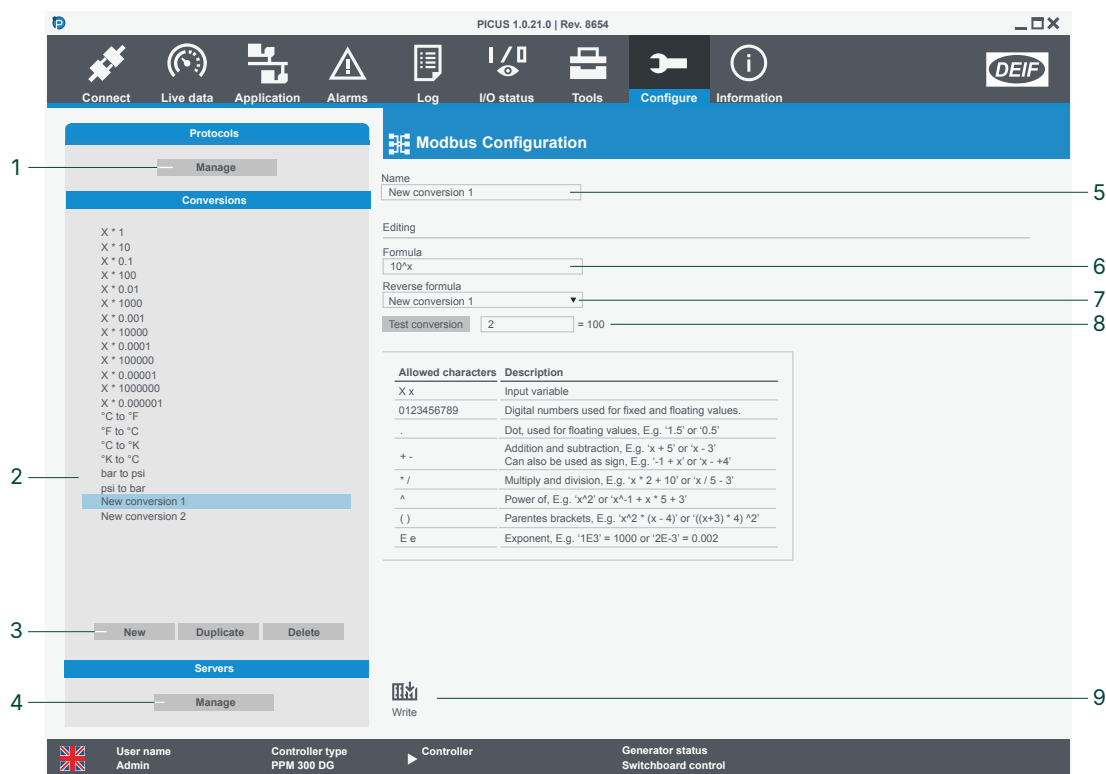 PICUS 1.0.21.0 | Rev. 8654
Connect
Live data
Application
Alarms
Log
I/O status
Tools
Configure
Information
DEIF
Protocols
1
Manage
Conversions
X * 1
X * 10
X * 0.1
X * 100
X * 0.01
X * 1000
X * 0.001
X * 10000
X * 0.0001
X * 100000
X * 0.00001
X * 1000000
X * 0.000001
°C to °F
°F to °C
°C to °K
°K to °C
bar to psi
2
psi to bar
New conversion 1
New conversion 2
3
New
Duplicate
Delete
Servers
4
Manage
Modbus Configuration
Name
New conversion 1
5
Editing
Formula
10^x
6
Reverse formula
New conversion 1
7
Test conversion
2
= 100
8
Allowed characters Description
X x Input variable
0123456789 Digital numbers used for fixed and floating values.
. Dot, used for floating values, E.g. ‘1.5’ or ‘0.5’
+ - Addition and subtraction, E.g. ‘x + 5’ or ‘x - 3’
Can also be used as sign, E.g. ‘-1 + x’ or ‘x - +4’
* / Multiply and division, E.g. ‘x * 2 + 10’ or ‘x / 5 - 3’
^ Power of, E.g. ‘x^2’ or ‘x^-1 + x * 5 + 3’
( ) Parentes brackets, E.g. ‘x^2 * (x - 4)’ or ‘((x+3) * 4) ^2’
E e Exponent, E.g. ‘1E3’ = 1000 or ‘2E-3’ = 0.002
Write
9
User name
Admin
Controller type
PPM 300 DG
Controller
Generator status
Switchboard control